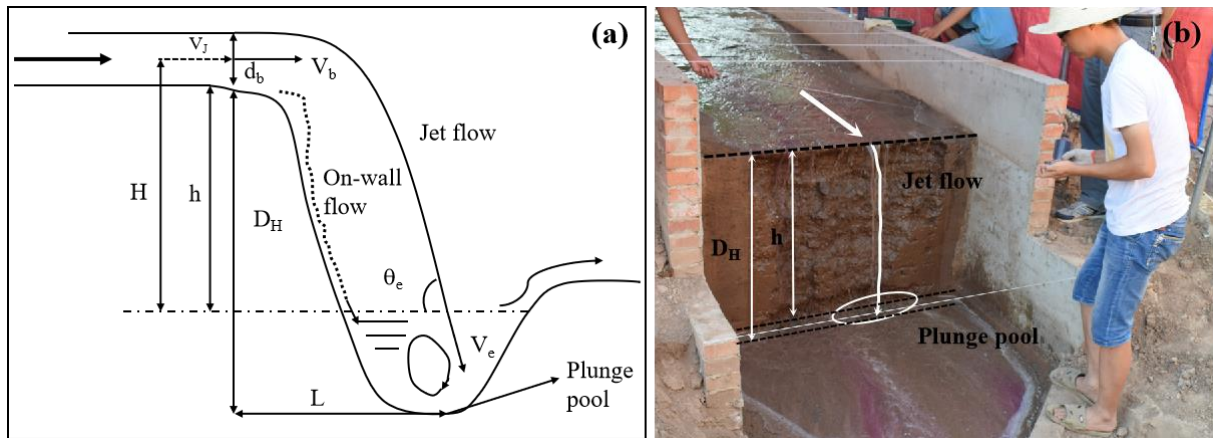 (a)
V_J
d_b
V_b
Jet flow
On-wall
flow
H
h
D_H
θ_e
V_e
L
Plunge
pool
(b)
Jet flow
D_H
h
Plunge pool